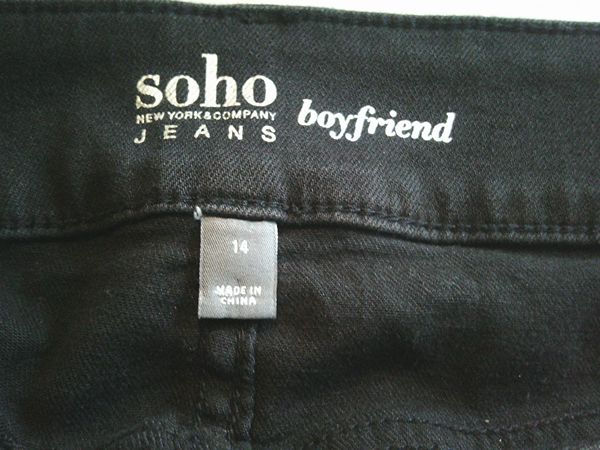 soho
NEW YORK & COMPANY
JEANS
boyfriend
14
MADE IN
CHINA